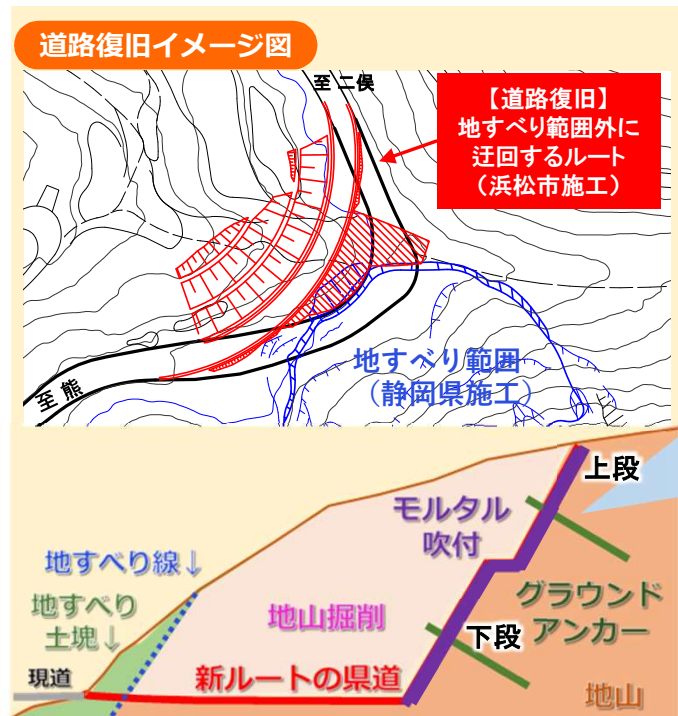 道路復旧イメージ図
至 二俣
【道路復旧】
地すべり範囲外に
迂回するルート
（浜松市施工）
地すべり範囲
（静岡県施工）
至 熊
上段
モルタル
吹付
地すべり線↓
地すべり
土塊↓
グラウンド
アンカー
地山掘削
下段
現道
新ルートの県道
地山